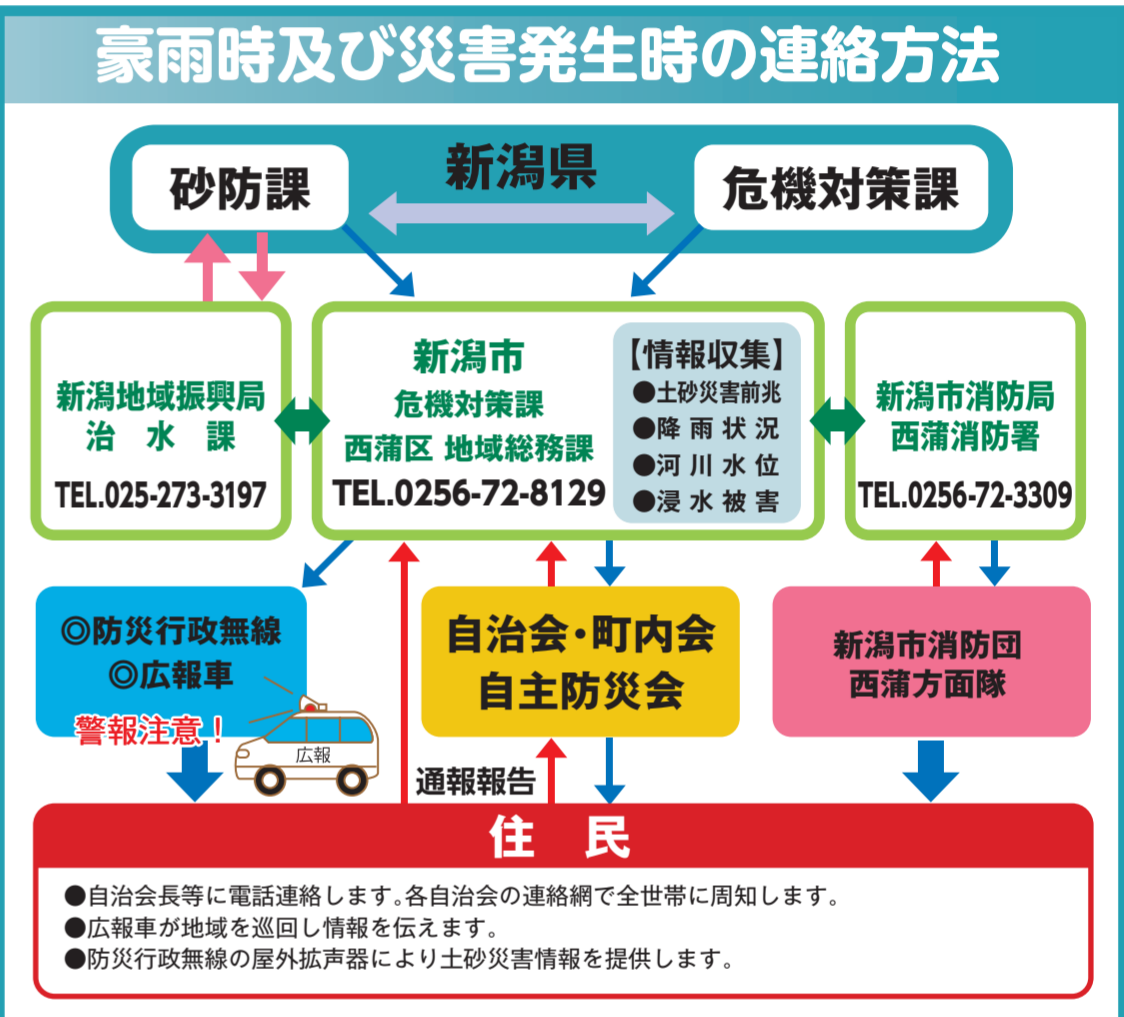 豪雨時及び災害発生時の連絡方法
新潟県
砂防課
危機対策課
新潟地域振興局
治水課
TEL.025-273-3197
新潟市
危機対策課
西蒲区 地域総務課
TEL.0256-72-8129
【情報収集】
●土砂災害前兆
●降雨状況
●河川水位
●浸水被害
新潟市消防局
西蒲消防署
TEL.0256-72-3309
◎防災行政無線
◎広報車
警報注意！
広報
自治会・町内会
自主防災会
新潟市消防団
西蒲方面隊
通報報告
住民
●自治会長等に電話連絡します。各自治会の連絡網で全世帯に周知します。
●広報車が地域を巡回し情報を伝えます。
●防災行政無線の屋外拡声器により土砂災害情報を提供します。